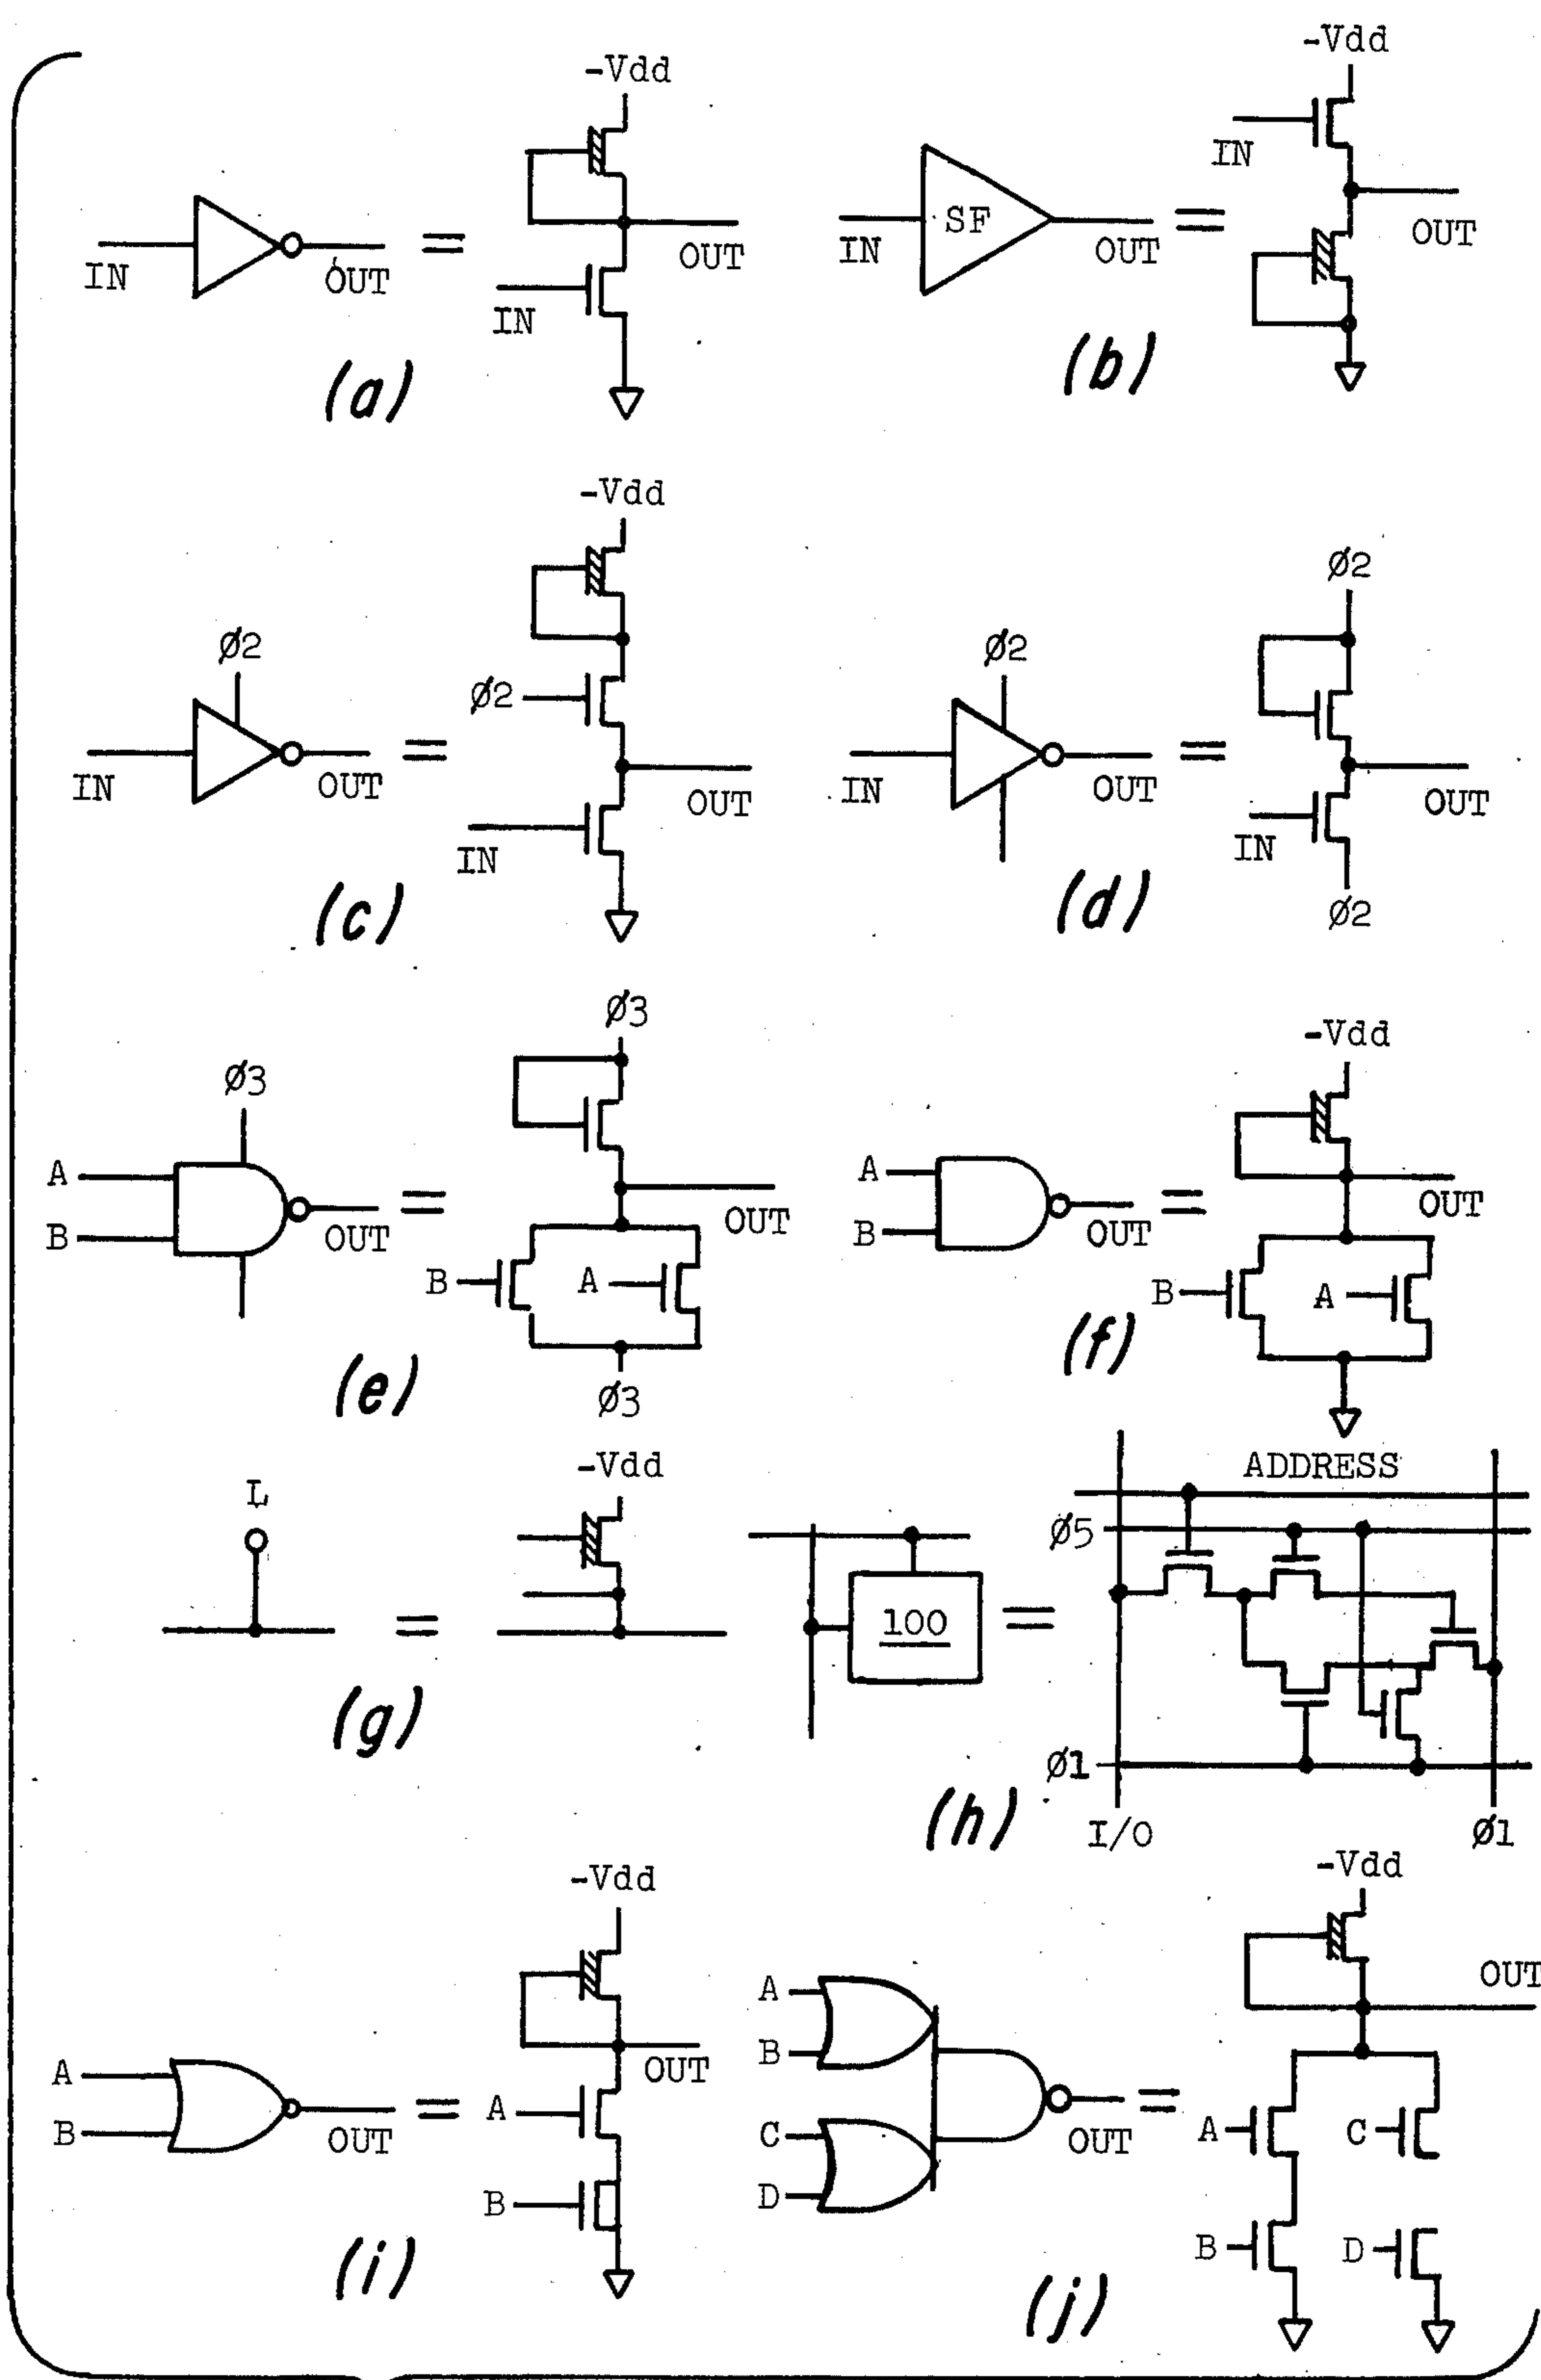 -Vdd
IN
OUT
=
IN
OUT
(a)
IN
SF
OUT
=
-Vdd
IN
OUT
(b)
Ø2
IN
OUT
=
-Vdd
Ø2
OUT
IN
(c)
Ø2
IN
OUT
=
Ø2
OUT
IN
Ø2
(d)
Ø3
A
B
OUT
=
Ø3
OUT
B
A
Ø3
(e)
A
B
OUT
=
-Vdd
OUT
B
A
(f)
L
=
-Vdd
(g)
100
=
ADDRESS
Ø5
Ø1
I/O
Ø1
(h)
A
B
OUT
=
-Vdd
OUT
A
B
(i)
A
B
C
D
OUT
=
-Vdd
OUT
A
C
B
D
(j)